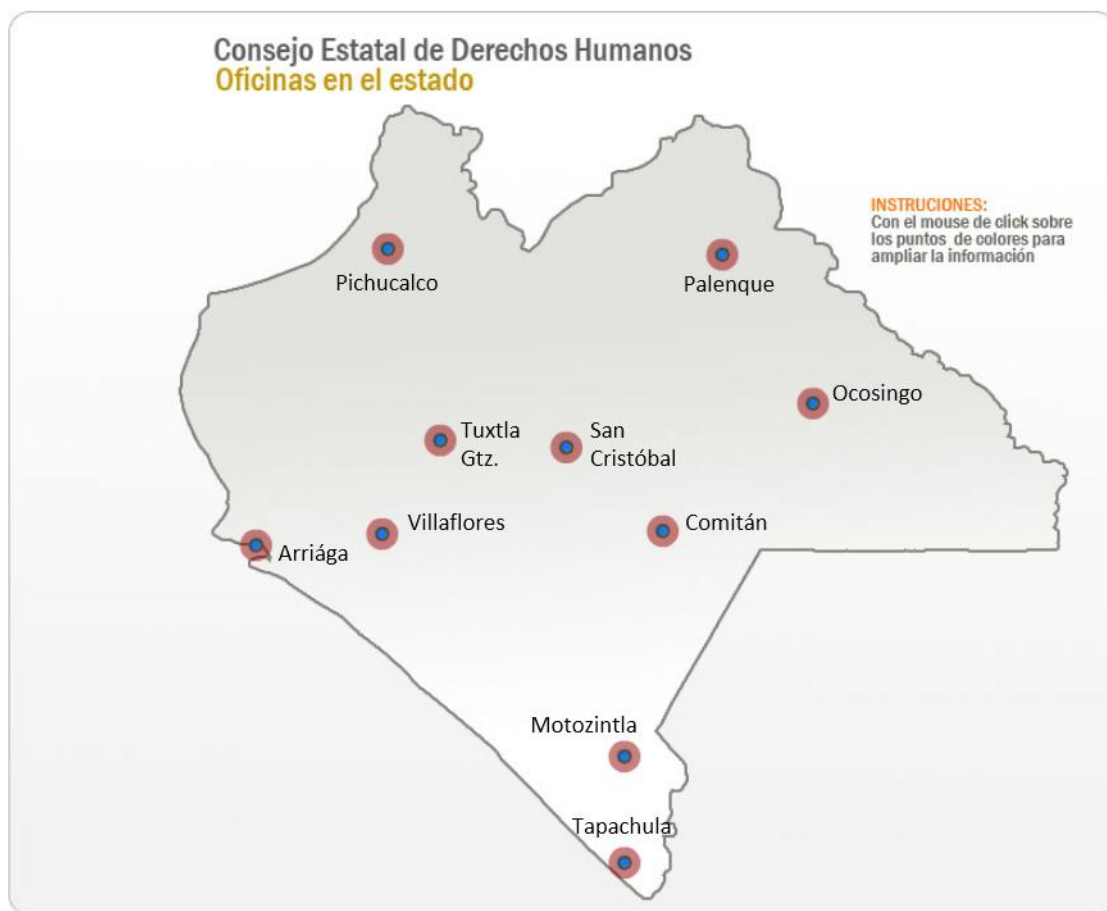 Consejo Estatal de Derechos Humanos
Oficinas en el estado
INSTRUCIONES:
Con el mouse de click sobre
los puntos de colores para
ampliar la información
Pichucalco
Palenque
Ocosingo
Tuxtla
Gtz.
San
Cristóbal
Villaflores
Comitán
Arriága
Motozintla
Tapachula